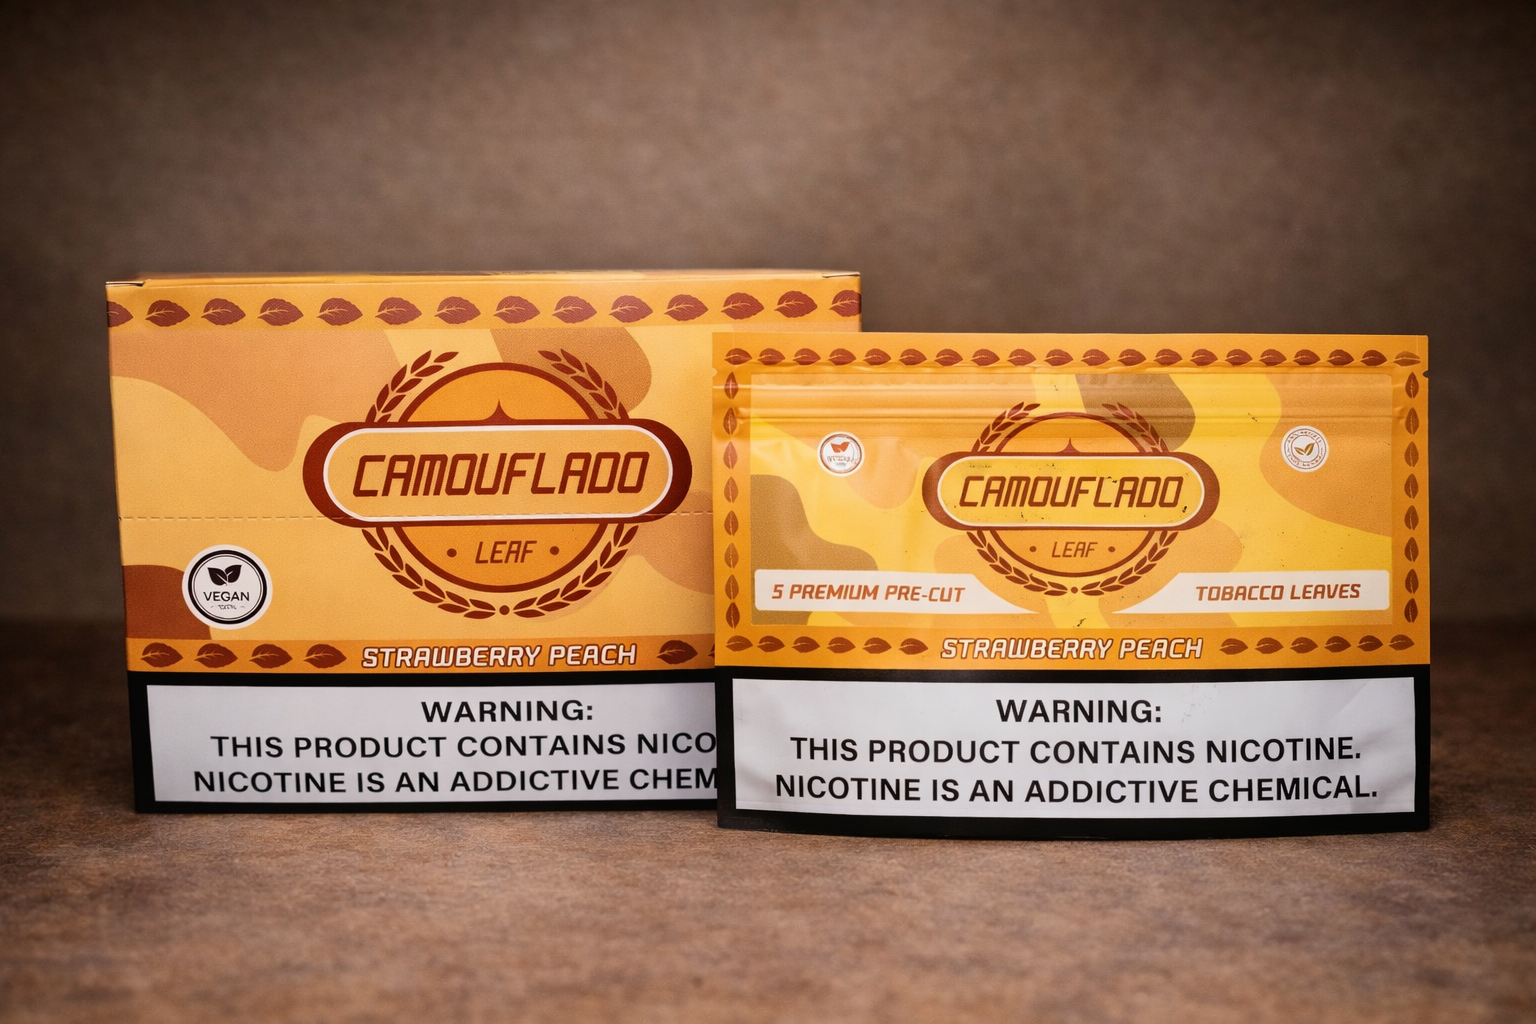 CAMOUFLADO
• LEAF •
VEGAN
STRAWBERRY PEACH
WARNING:
THIS PRODUCT CONTAINS NICO
NICOTINE IS AN ADDICTIVE CHEM
CAMOUFLADO
• LEAF •
5 PREMIUM PRE-CUT
TOBACCO LEAVES
STRAWBERRY PEACH
WARNING:
THIS PRODUCT CONTAINS NICOTINE.
NICOTINE IS AN ADDICTIVE CHEMICAL.